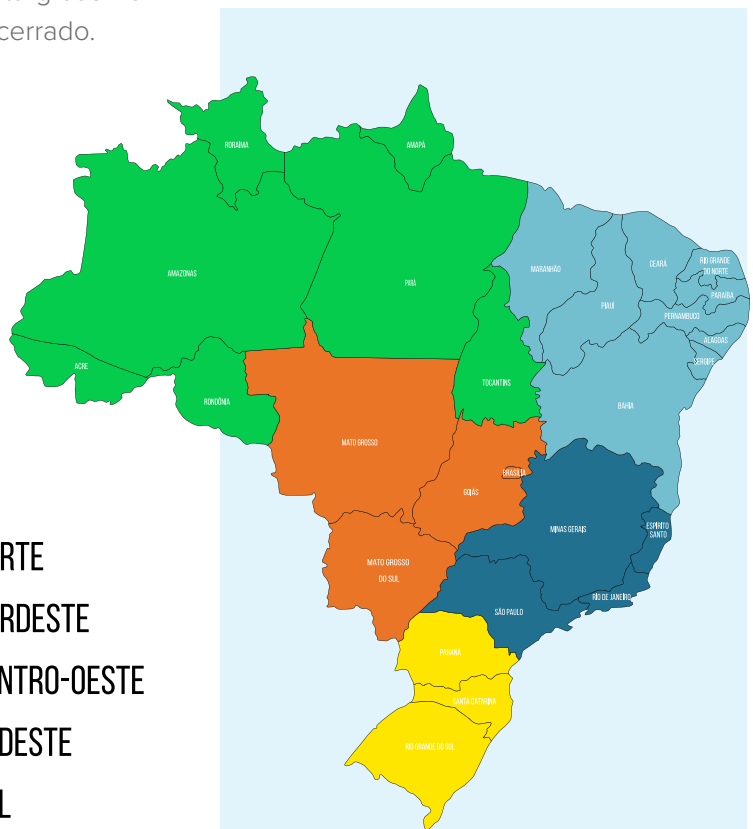 cerrado.
RORAÍMA
AMAPÁ
AMAZONAS
PARÁ
MARANHÃO
CEARÁ
RIO GRANDE
DO NORTE
PARAÍBA
PIAUÍ
PERNAMBUCO
ALAGOAS
SERGIPE
ACRE
RONDÔNIA
TOCANTINS
BAHIA
MATO GROSSO
BRASÍLIA
GOIÁS
MINAS GERAIS
ESPÍRITO
SANTO
MATO GROSSO
DO SUL
RIO DE JANEIRO
SÃO PAULO
PARANÁ
SANTA CATARINA
RIO GRANDE DO SUL
RTE
RDESTE
NTRO-OESTE
DESTE
L